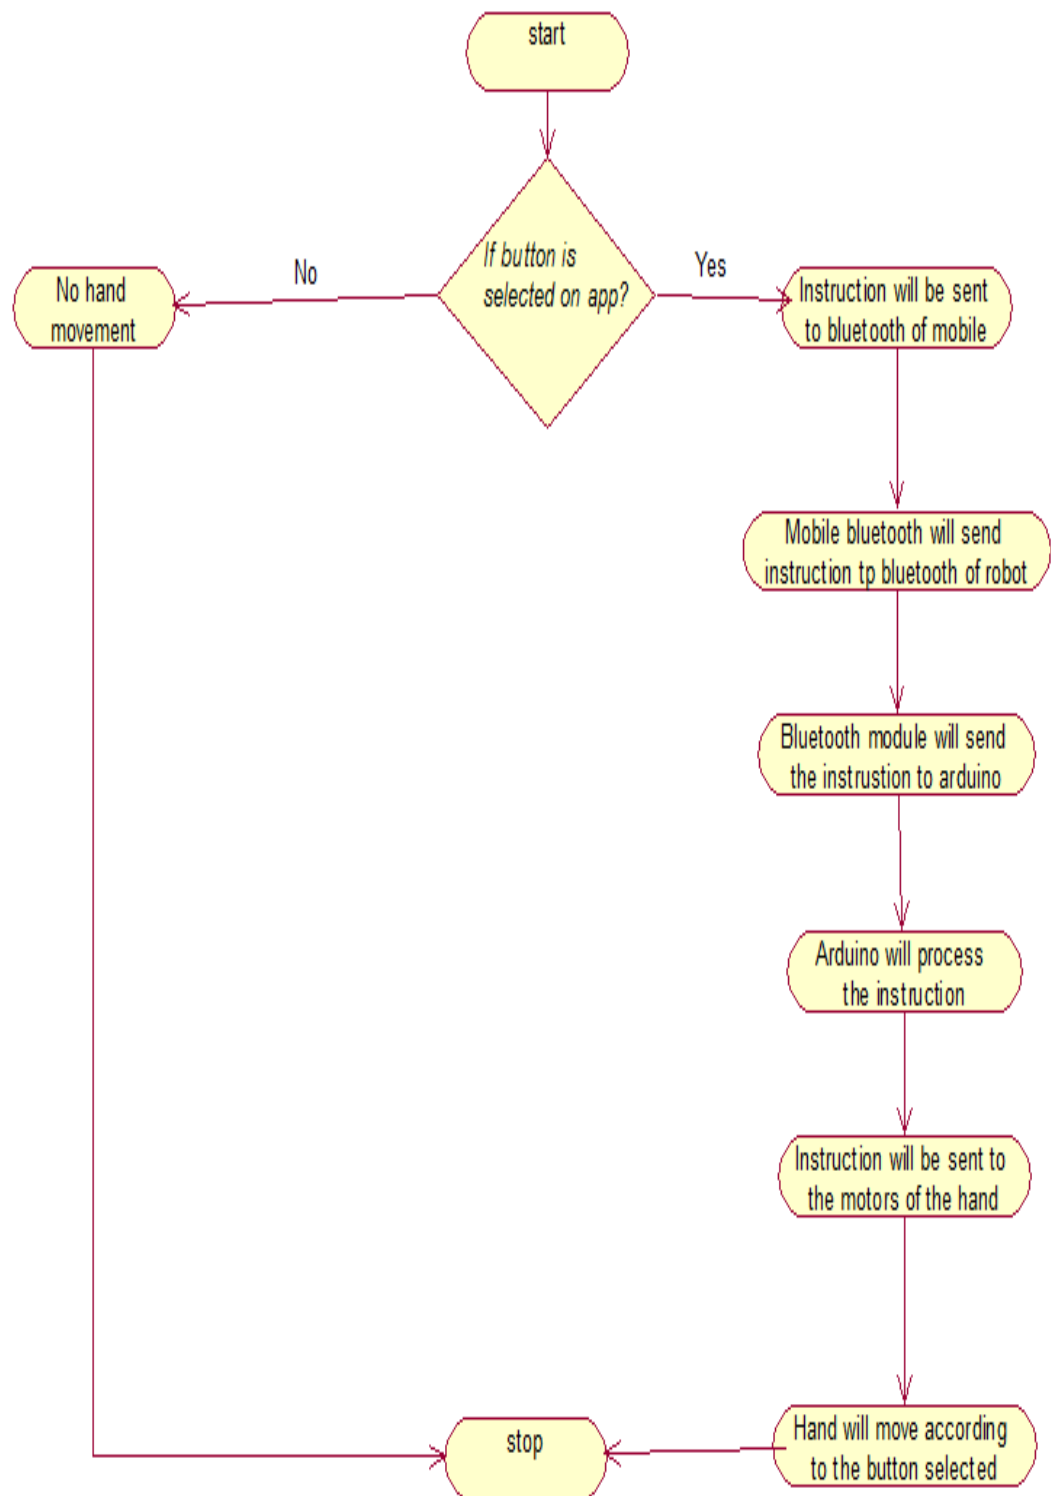 start
If button is
selected on app?
No
Yes
No hand
movement
Instruction will be sent
to bluetooth of mobile
Mobile bluetooth will send
instruction tp bluetooth of robot
Bluetooth module will send
the instrustion to arduino
Arduino will process
the instruction
Instruction will be sent to
the motors of the hand
Hand will move according
to the button selected
stop